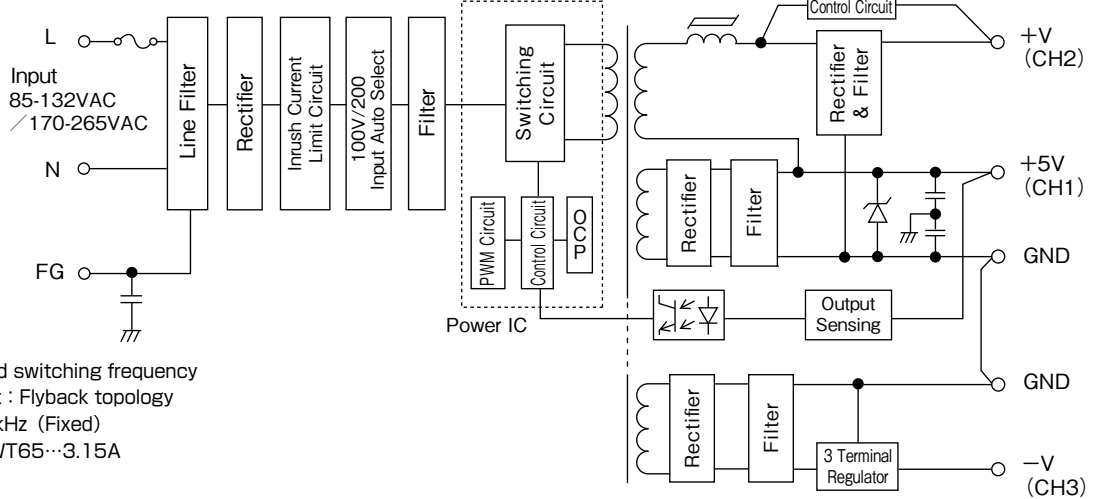 Control Circuit
L
Input
85-132VAC
／170-265VAC
N
FG
Line Filter
Rectifier
Inrush Current
Limit Circuit
100V/200
Input Auto Select
Filter
Switching
Circuit
PWM Circuit
Control Circuit
OCP
Power IC
Rectifier
& Filter
+V
(CH2)
Rectifier
Filter
+5V
(CH1)
GND
Output
Sensing
GND
Rectifier
Filter
3 Terminal
Regulator
−V
(CH3)
d switching frequency
: Flyback topology
kHz (Fixed)
WT65…3.15A